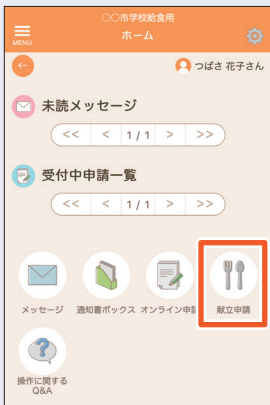 〇〇市学校給食用
MENU
ホーム
つばさ 花子さん
未読メッセージ
<< < 1 / 1 > >>
受付中申請一覧
<< < 1 / 1 > >>
メッセージ 通知書ボックス オンライン申請 献立申請
操作に関する
Q&A